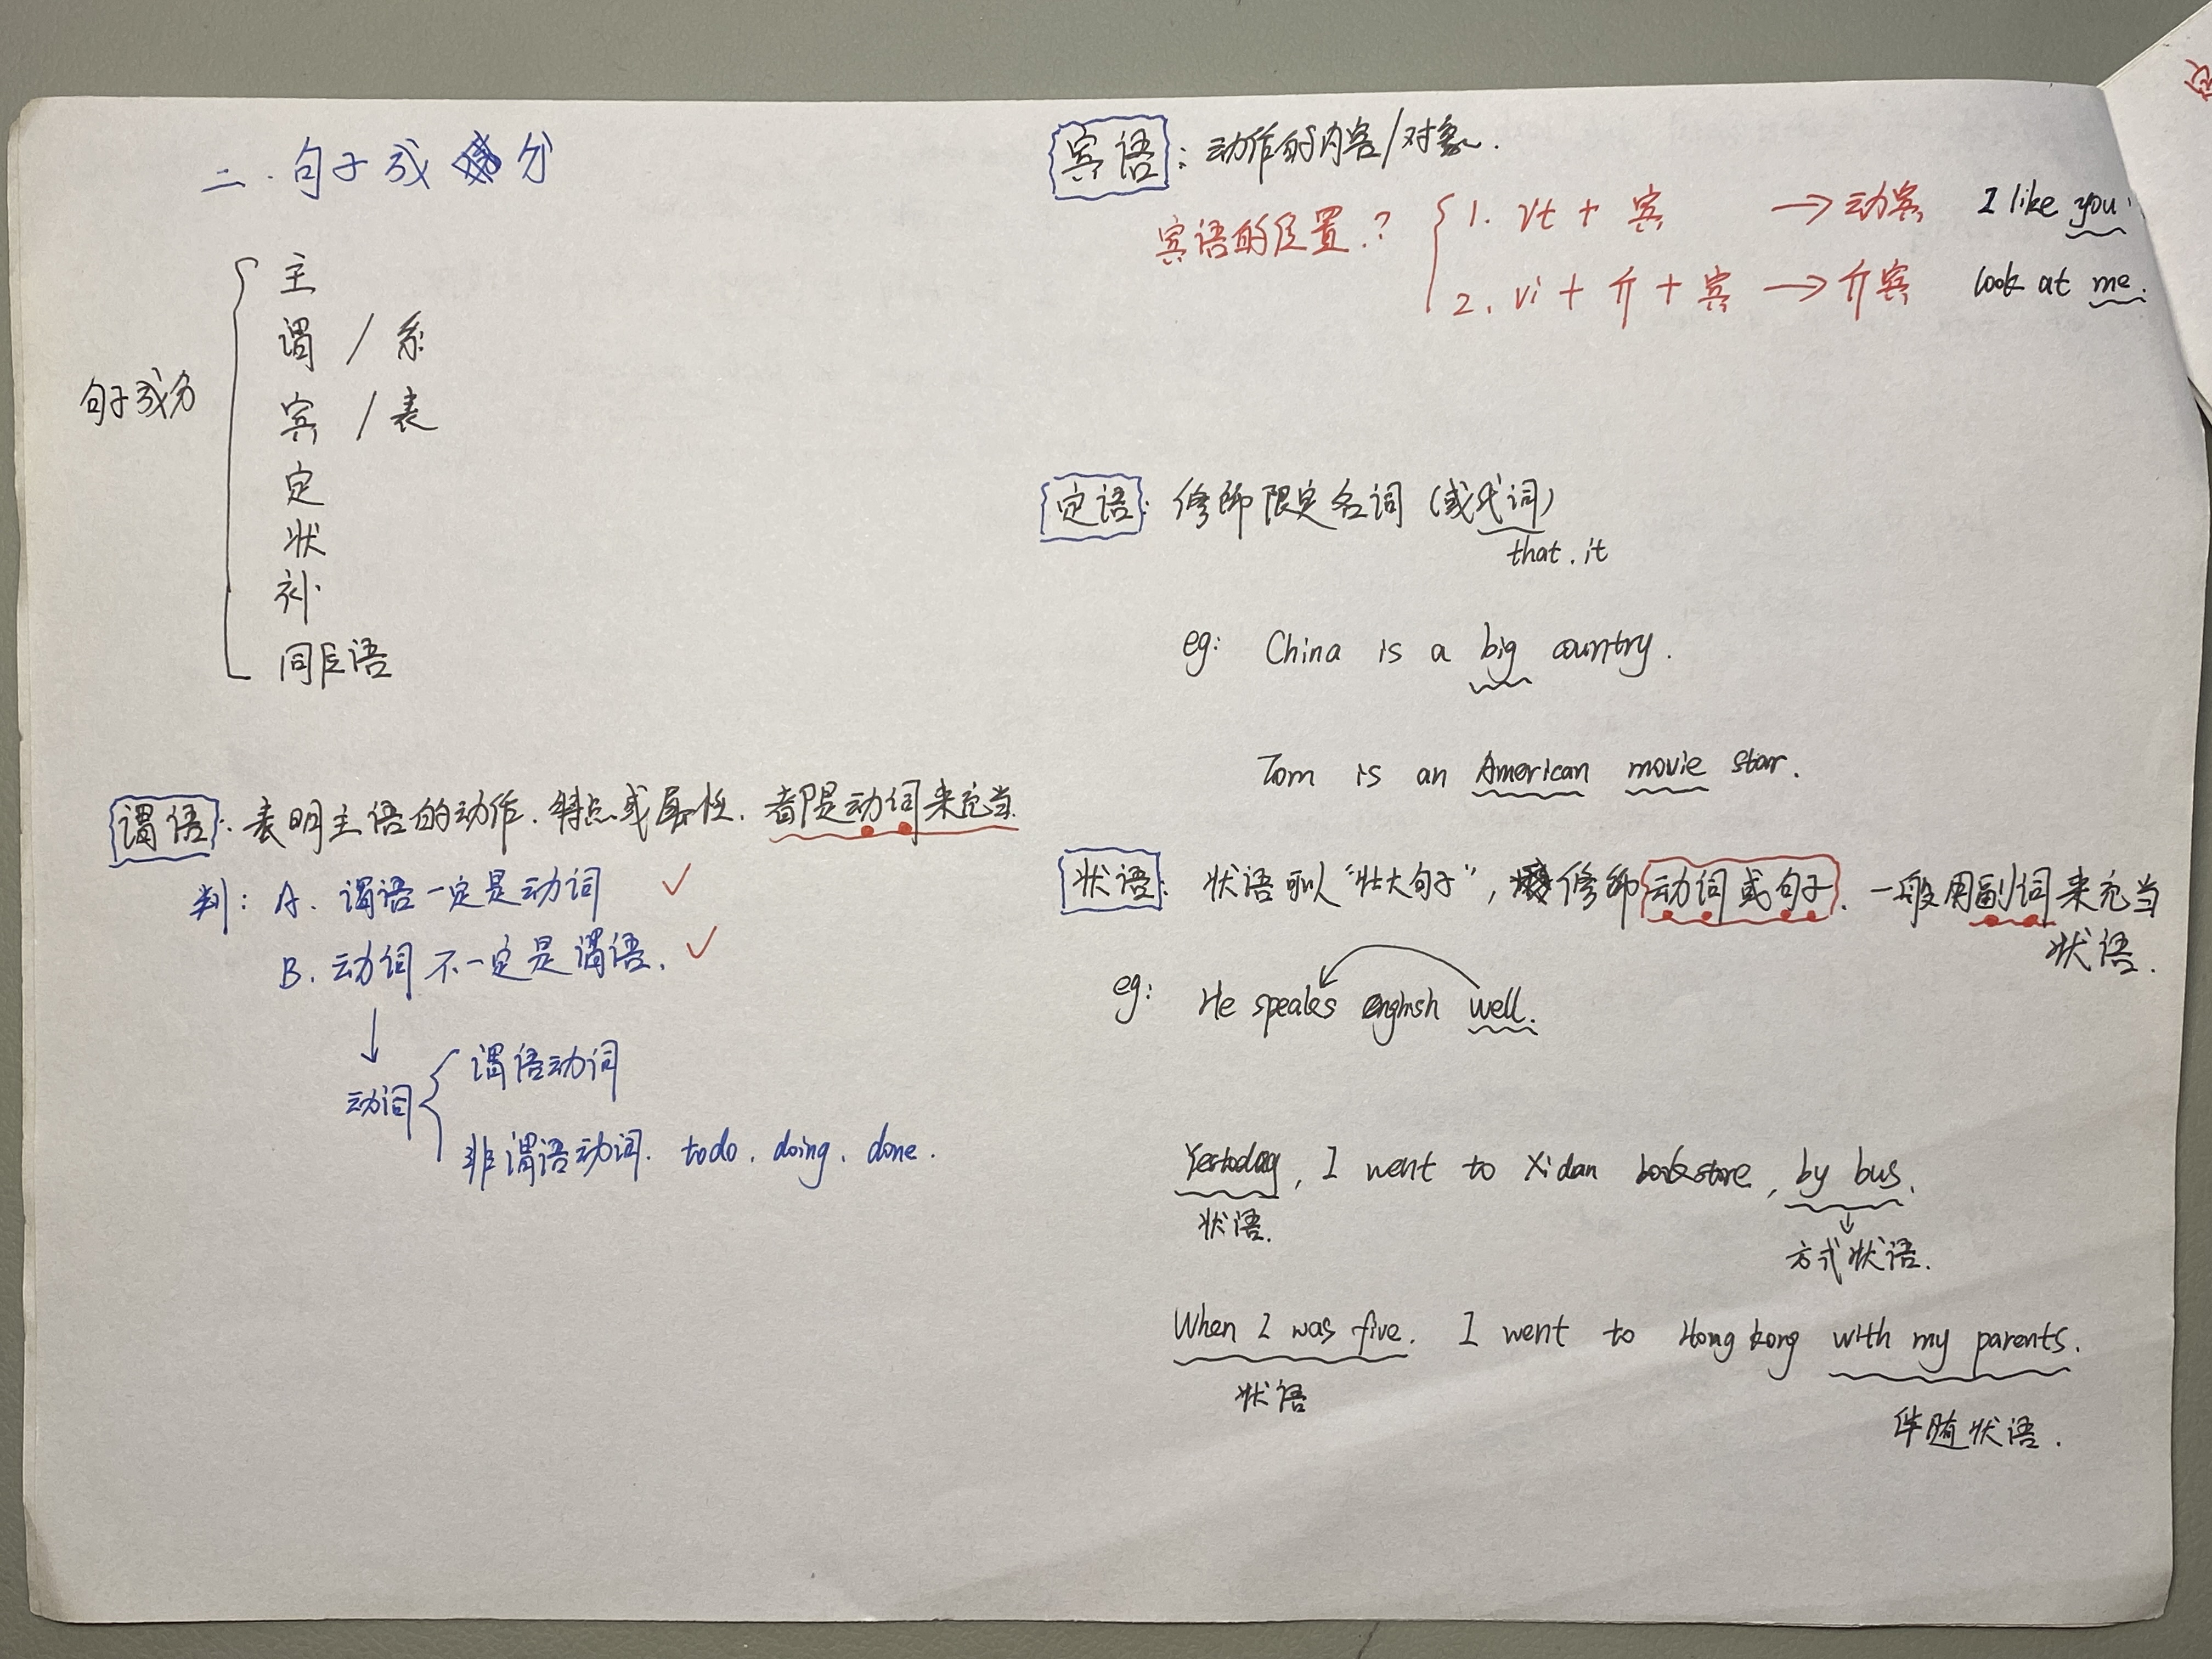 二.句子成分
句子成分
主
谓 / 系
宾 / 表
定
状
补
同位语
谓语:表明主语的动作.特点或属性.都是动词来充当.
判: A. 谓语一定是动词 ✓
B. 动词不一定是谓语. ✓
↓
动词
谓语动词
非谓语动词. to do. doing. done.
宾语:动作的内容/对象.
宾语的位置.?
1. vt + 宾 → 动宾 I like you.
2. vi + 介 + 宾 → 介宾 look at me.
定语:修饰限定名词(或代词)
that. it
eg: China is a big country.
Tom is an American movie star.
状语:状语可以“壮大句子”,修饰动词或句子.一般用副词来充当
状语.
eg: He speaks english well.
Yestoday, I went to Xidan bookstore, by bus.
状语.
↓
方式状语.
When I was five. I went to Hong kong with my parents.
状语
伴随状语.